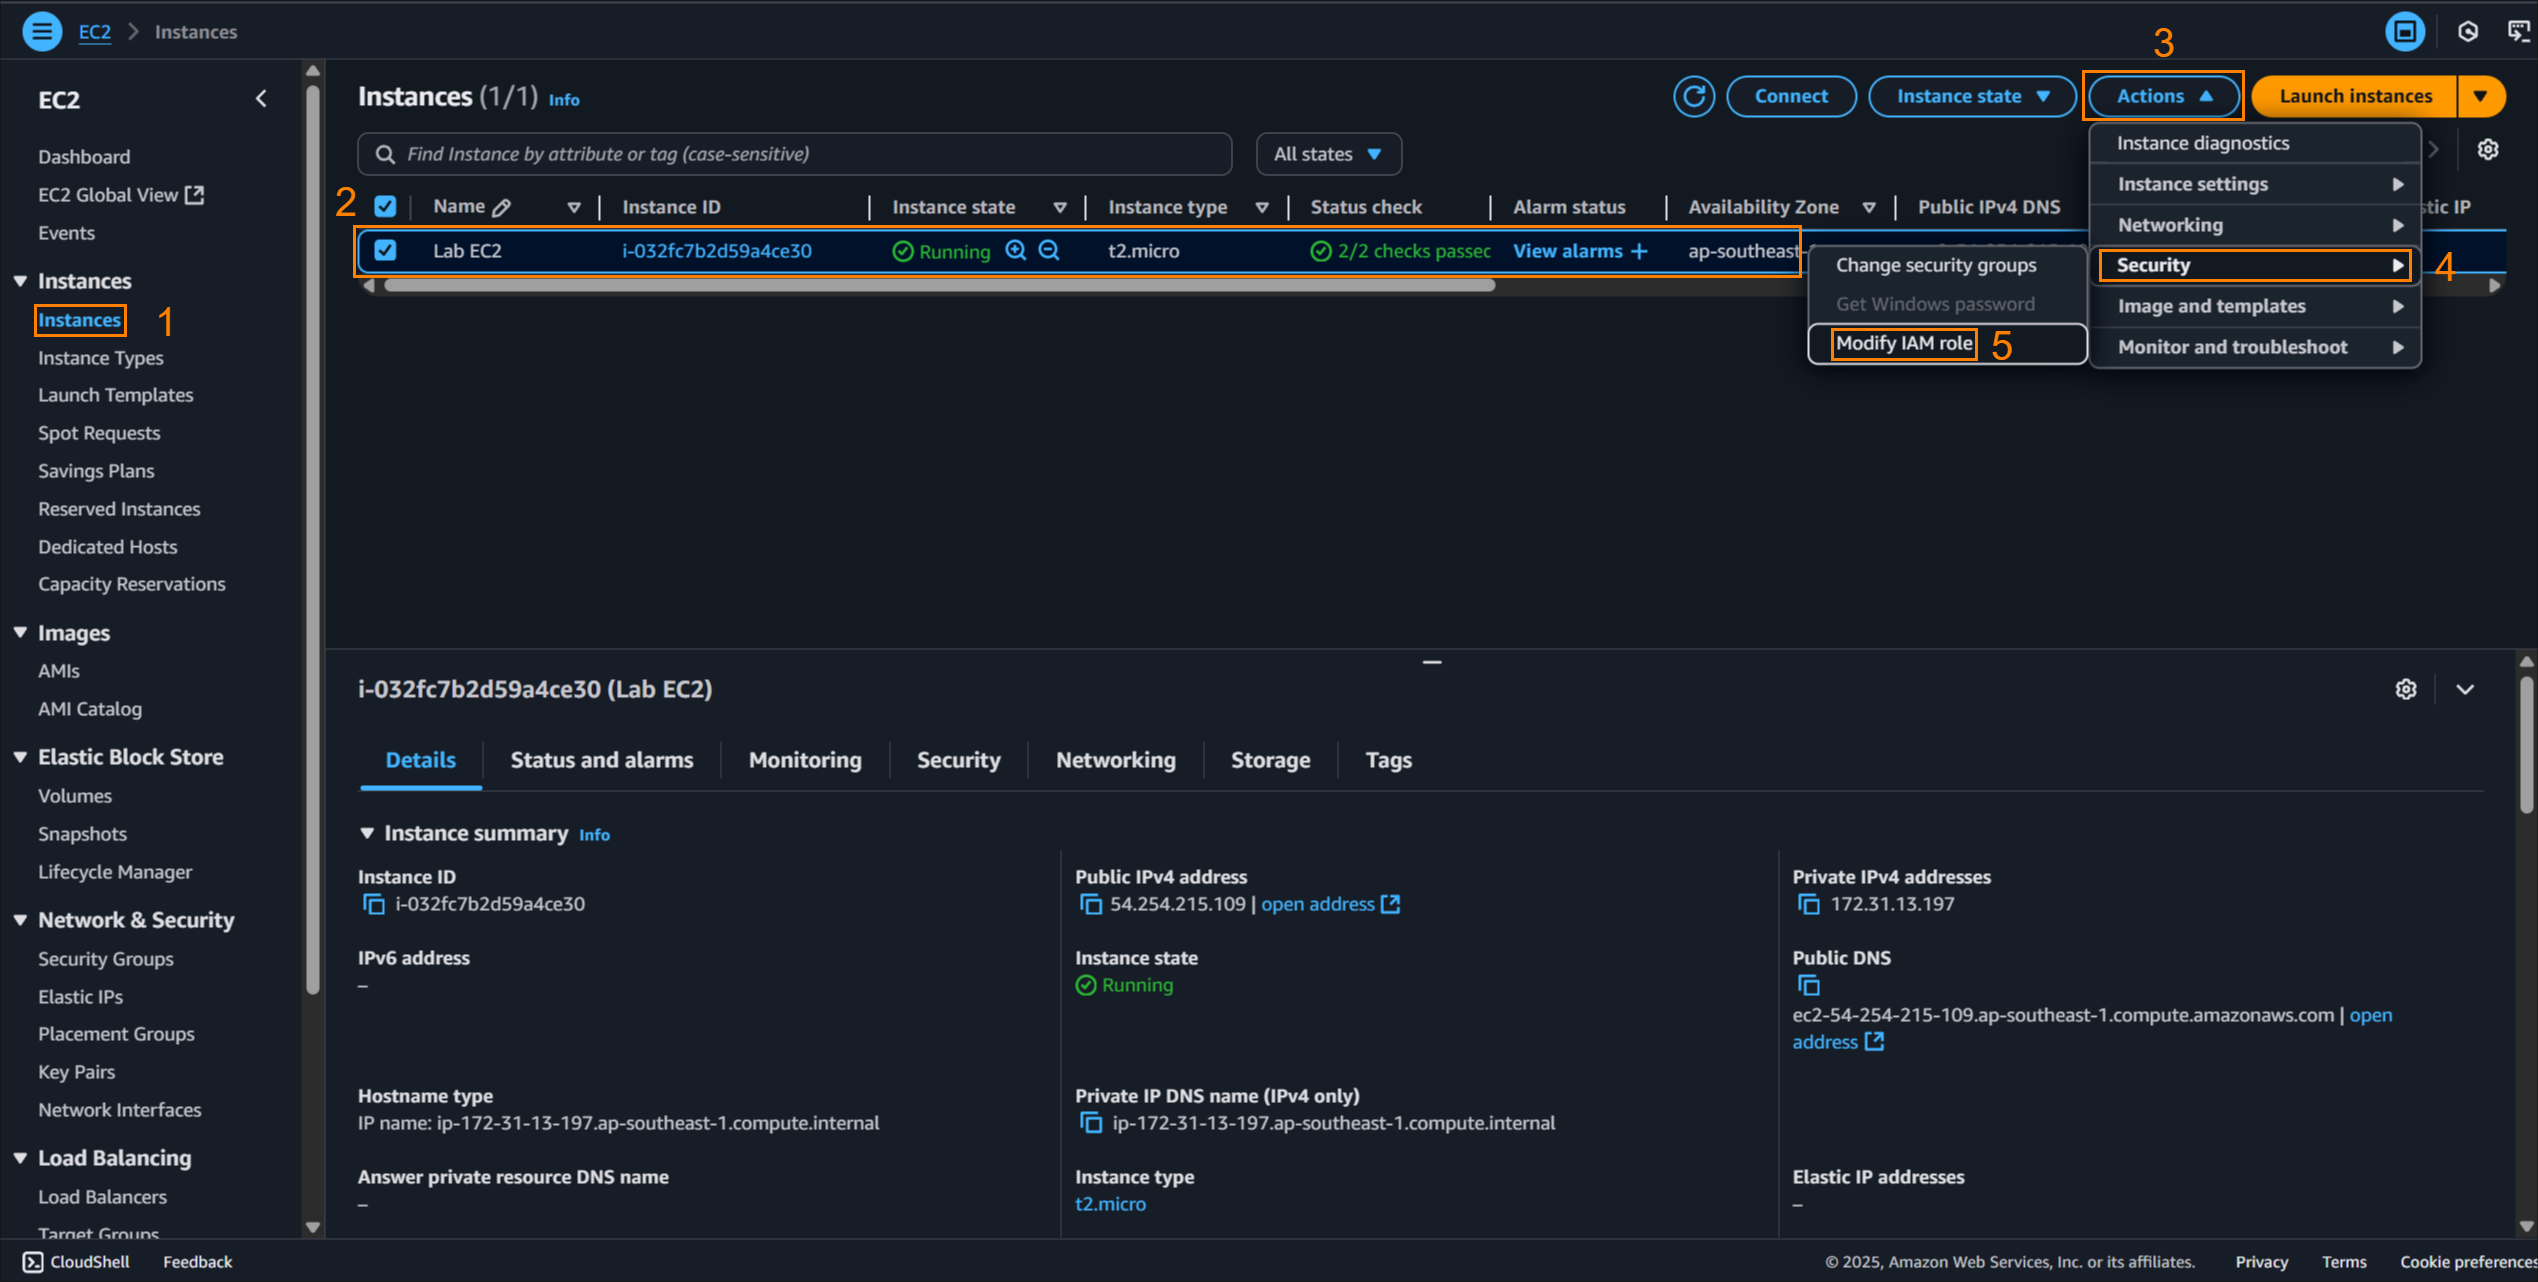 EC2 > Instances
EC2
Dashboard
EC2 Global View
Events
Instances
Instances 1
Instance Types
Launch Templates
Spot Requests
Savings Plans
Reserved Instances
Dedicated Hosts
Capacity Reservations
Images
AMIs
AMI Catalog
Elastic Block Store
Volumes
Snapshots
Lifecycle Manager
Network & Security
Security Groups
Elastic IPs
Placement Groups
Key Pairs
Network Interfaces
Load Balancing
Load Balancers
Target Groups
3
Instances (1/1) Info
Connect
Instance state
Actions
Launch instances
Find Instance by attribute or tag (case-sensitive)
All states
2
Name Instance ID Instance state Instance type Status check Alarm status Availability Zone Public IPv4 DNS tic IP
Lab EC2 i-032fc7b2d59a4ce30 Running t2.micro 2/2 checks passec View alarms + ap-southeast-
Instance diagnostics
Instance settings
Networking
Security 4
Image and templates
Monitor and troubleshoot
Change security groups
Get Windows password
Modify IAM role 5
i-032fc7b2d59a4ce30 (Lab EC2)
Details Status and alarms Monitoring Security Networking Storage Tags
Instance summary Info
Instance ID
i-032fc7b2d59a4ce30
Public IPv4 address
54.254.215.109 | open address
Private IPv4 addresses
172.31.13.197
IPv6 address
–
Instance state
Running
Public DNS
ec2-54-254-215-109.ap-southeast-1.compute.amazonaws.com | open
address
Hostname type
IP name: ip-172-31-13-197.ap-southeast-1.compute.internal
Private IP DNS name (IPv4 only)
ip-172-31-13-197.ap-southeast-1.compute.internal
Answer private resource DNS name
–
Instance type
t2.micro
Elastic IP addresses
–
CloudShell Feedback
© 2025, Amazon Web Services, Inc. or its affiliates. Privacy Terms Cookie preferences